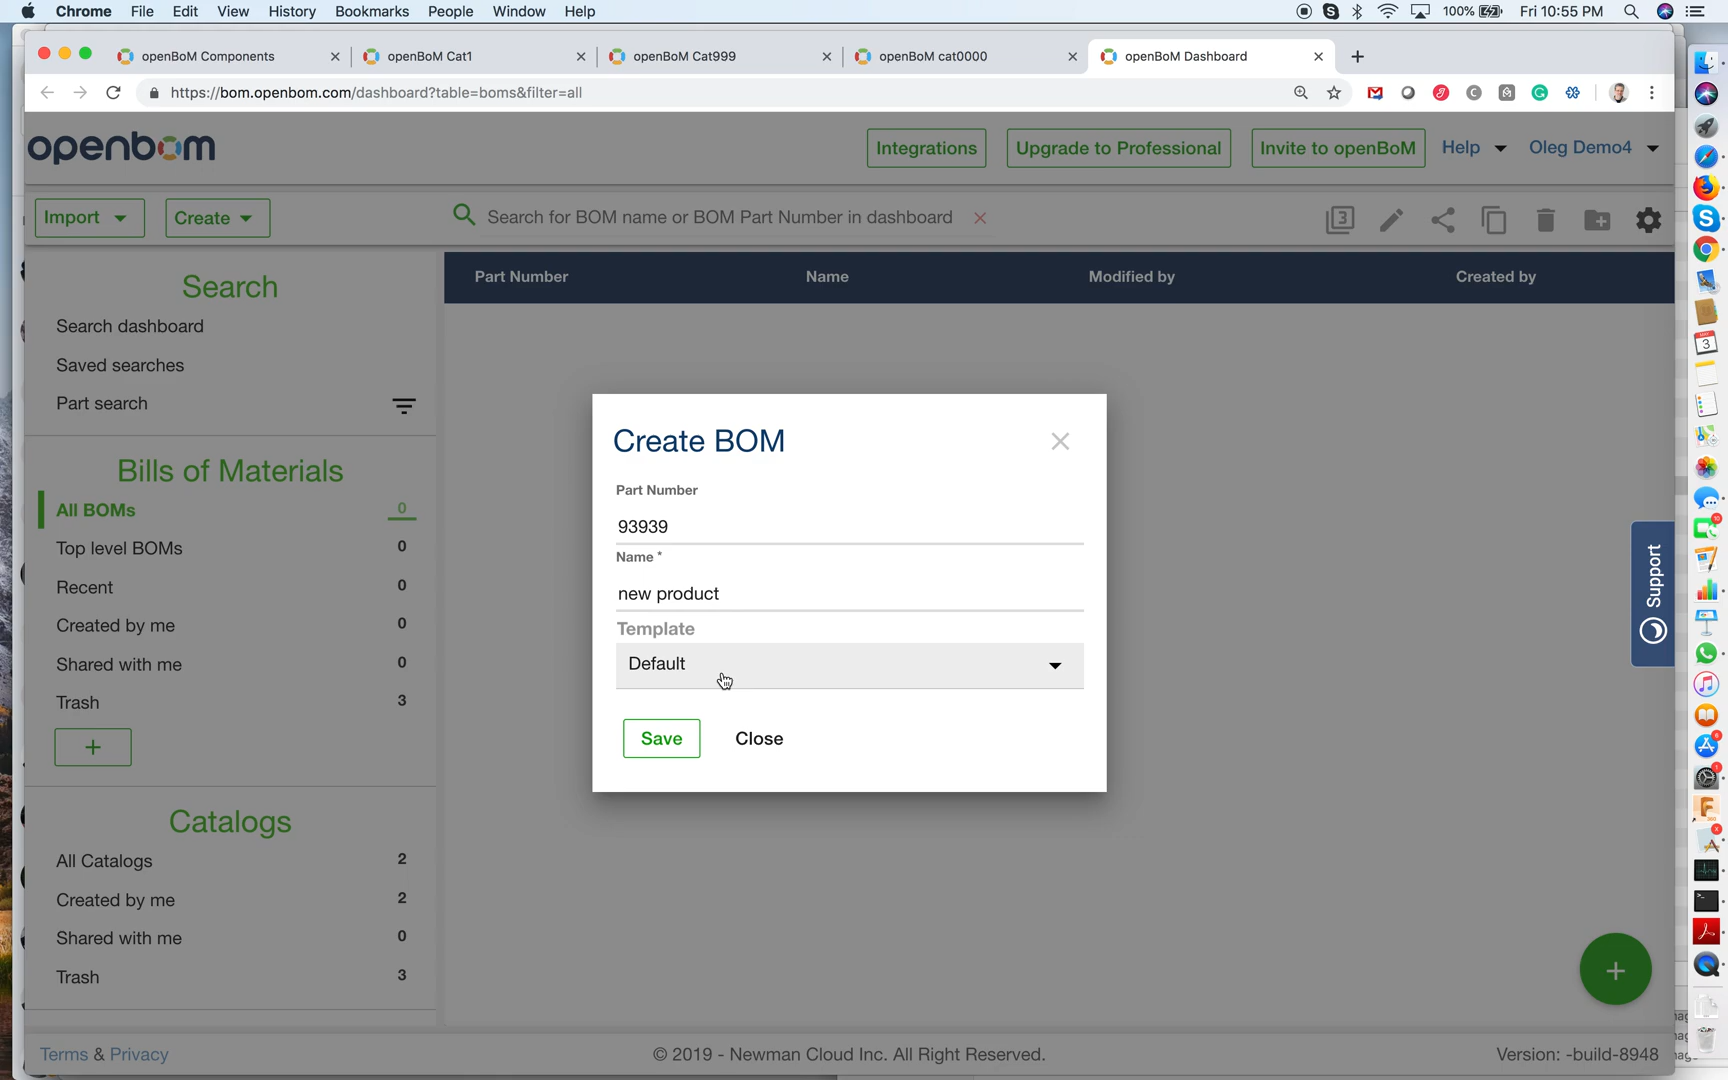 Chrome File Edit View History Bookmarks People Window Help 100% Fri 10:55 PM
openBoM Components
openBoM Cat1
openBoM Cat999
openBoM cat0000
openBoM Dashboard
https://bom.openbom.com/dashboard?table=boms&filter=all
openbom
Integrations
Upgrade to Professional
Invite to openBoM
Help
Oleg Demo4
Import
Create
Search for BOM name or BOM Part Number in dashboard
3
Search
Search dashboard
Saved searches
Part search
Bills of Materials
All BOMs 0
Top level BOMs 0
Recent 0
Created by me 0
Shared with me 0
Trash 3
+
Catalogs
All Catalogs 2
Created by me 2
Shared with me 0
Trash 3
Part Number Name Modified by Created by
Create BOM
Part Number
93939
Name *
new product
Template
Default
Save
Close
Support
+
Terms & Privacy
© 2019 - Newman Cloud Inc. All Right Reserved.
Version: -build-8948